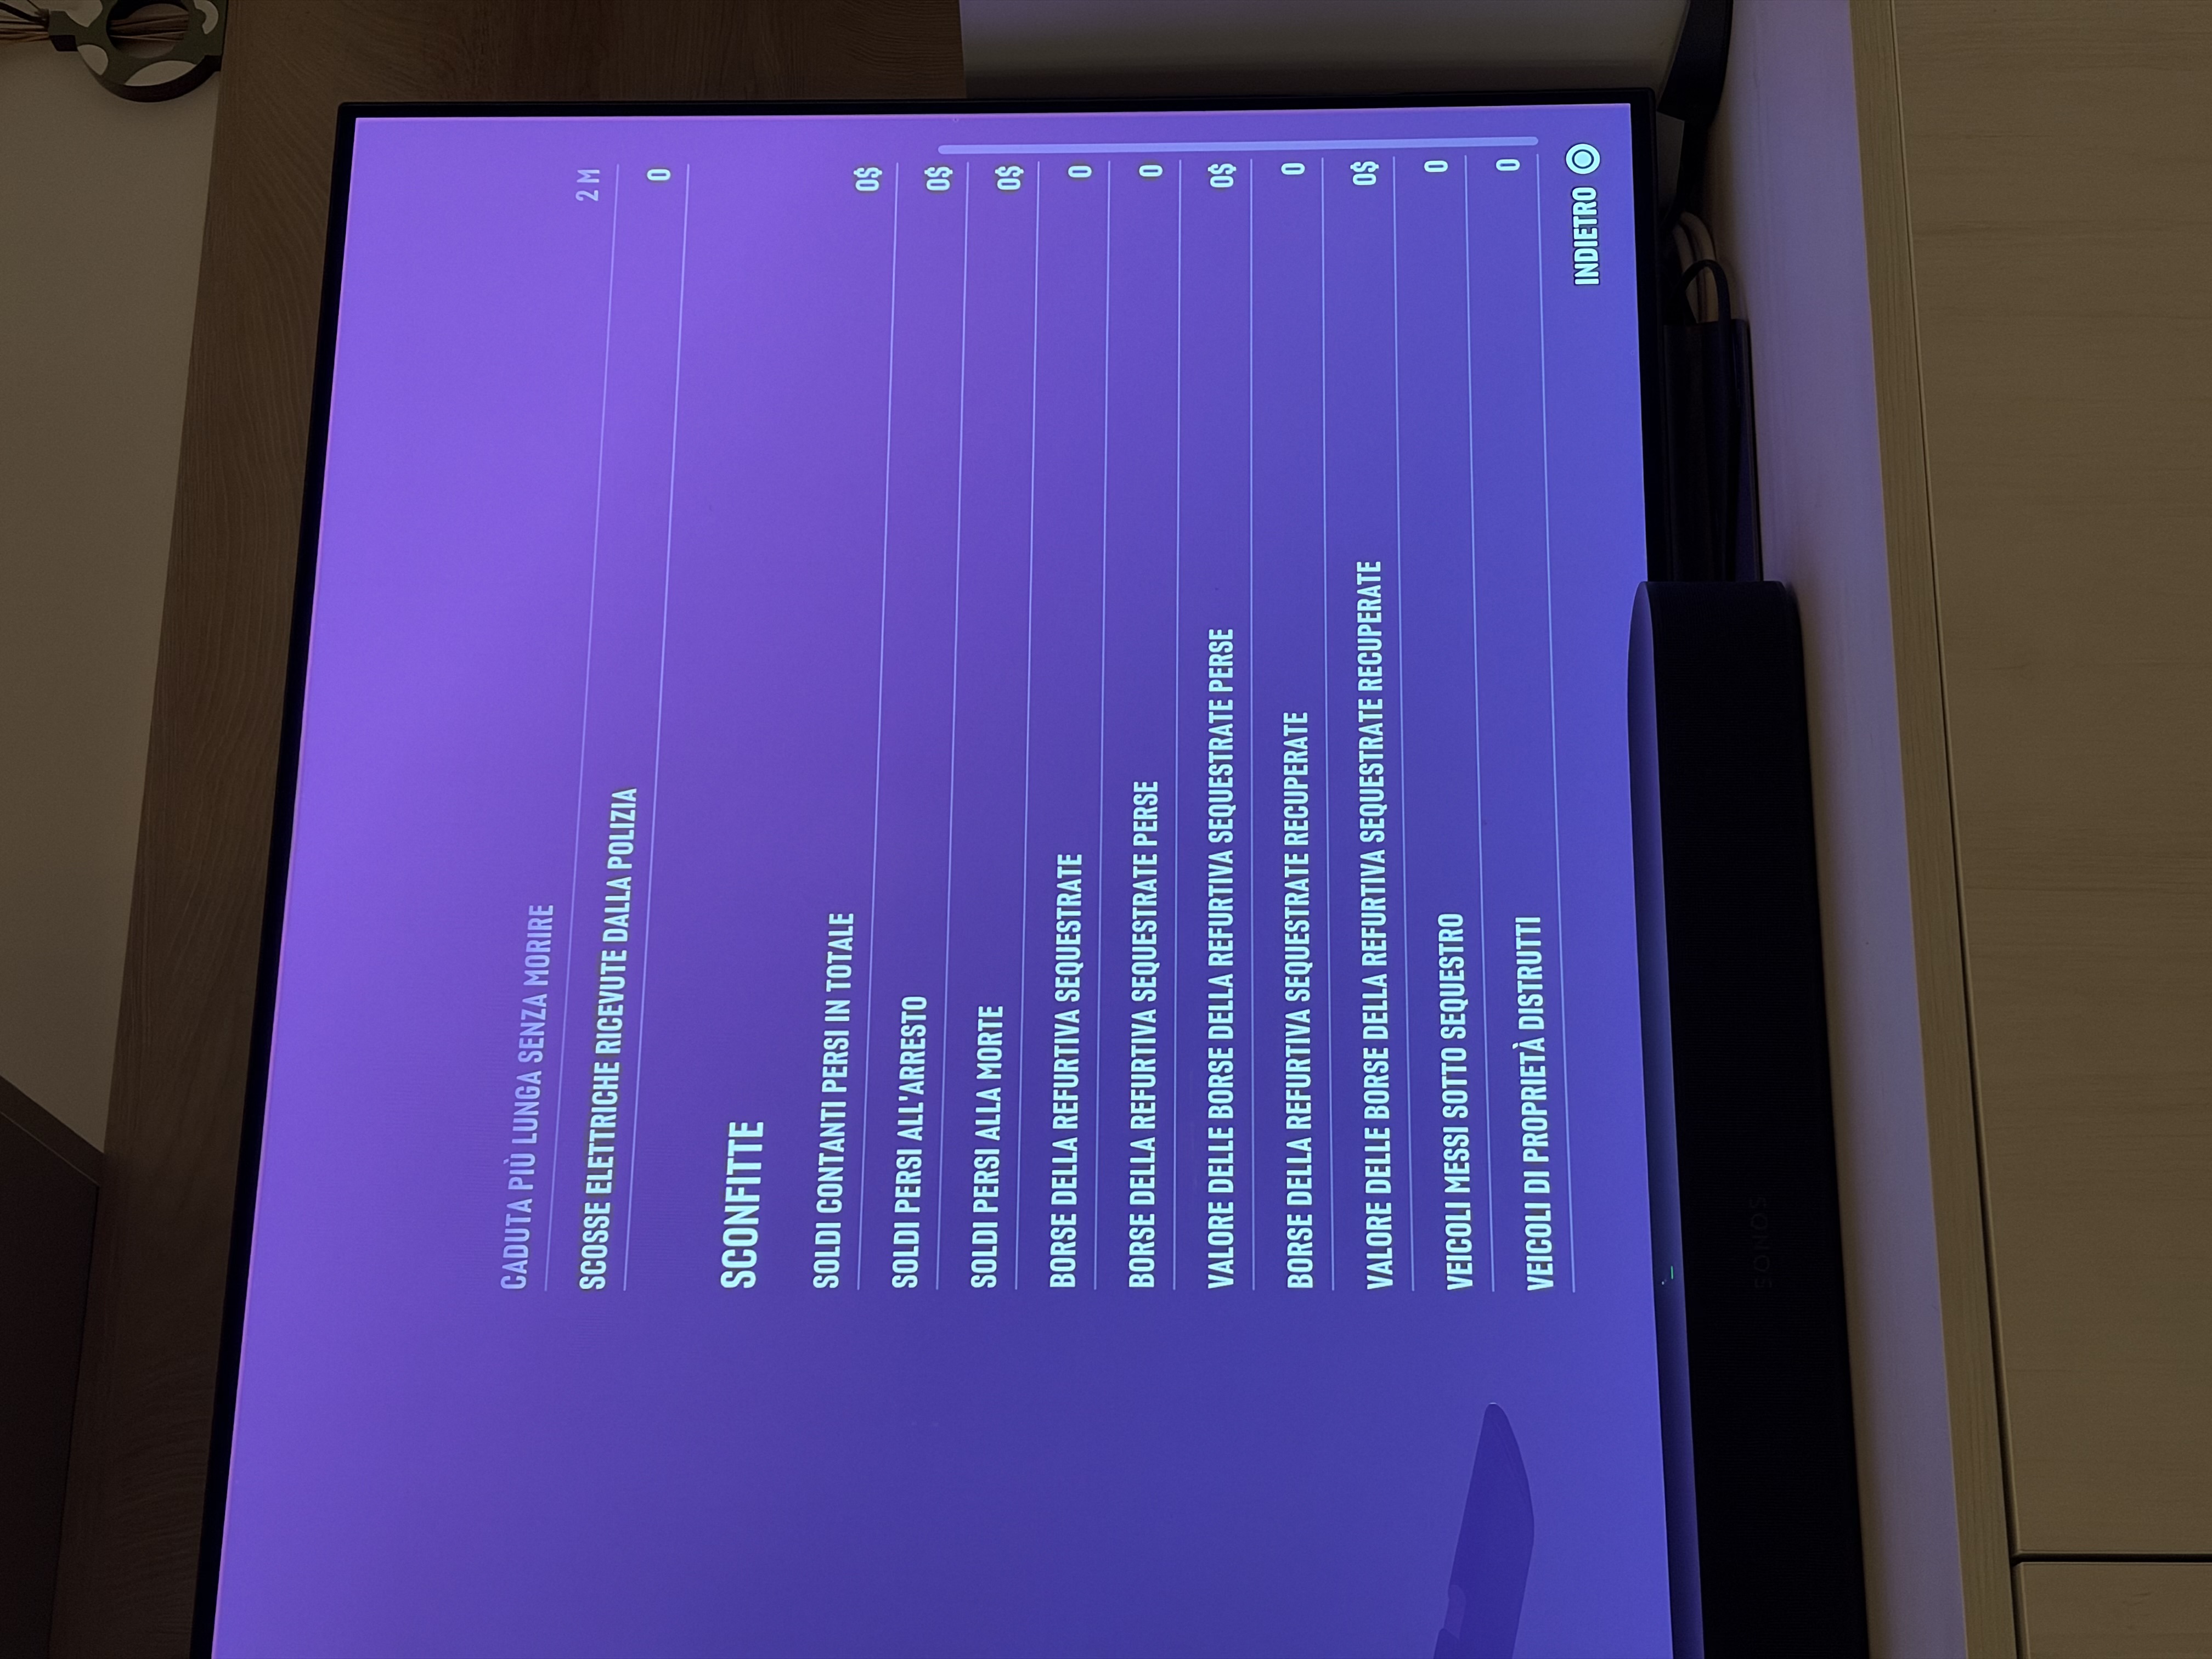 CADUTA PIÙ LUNGA SENZA MORIRE 2 M
SCOSSE ELETTRICHE RICEVUTE DALLA POLIZIA 0
SCONFITTE
SOLDI CONTANTI PERSI IN TOTALE 0$
SOLDI PERSI ALL'ARRESTO 0$
SOLDI PERSI ALLA MORTE 0$
BORSE DELLA REFURTIVA SEQUESTRATE 0
BORSE DELLA REFURTIVA SEQUESTRATE PERSE 0
VALORE DELLE BORSE DELLA REFURTIVA SEQUESTRATE PERSE 0$
BORSE DELLA REFURTIVA SEQUESTRATE RECUPERATE 0
VALORE DELLE BORSE DELLA REFURTIVA SEQUESTRATE RECUPERATE 0$
VEICOLI MESSI SOTTO SEQUESTRO 0
VEICOLI DI PROPRIETÀ DISTRUTTI 0
INDIETRO
SONOS